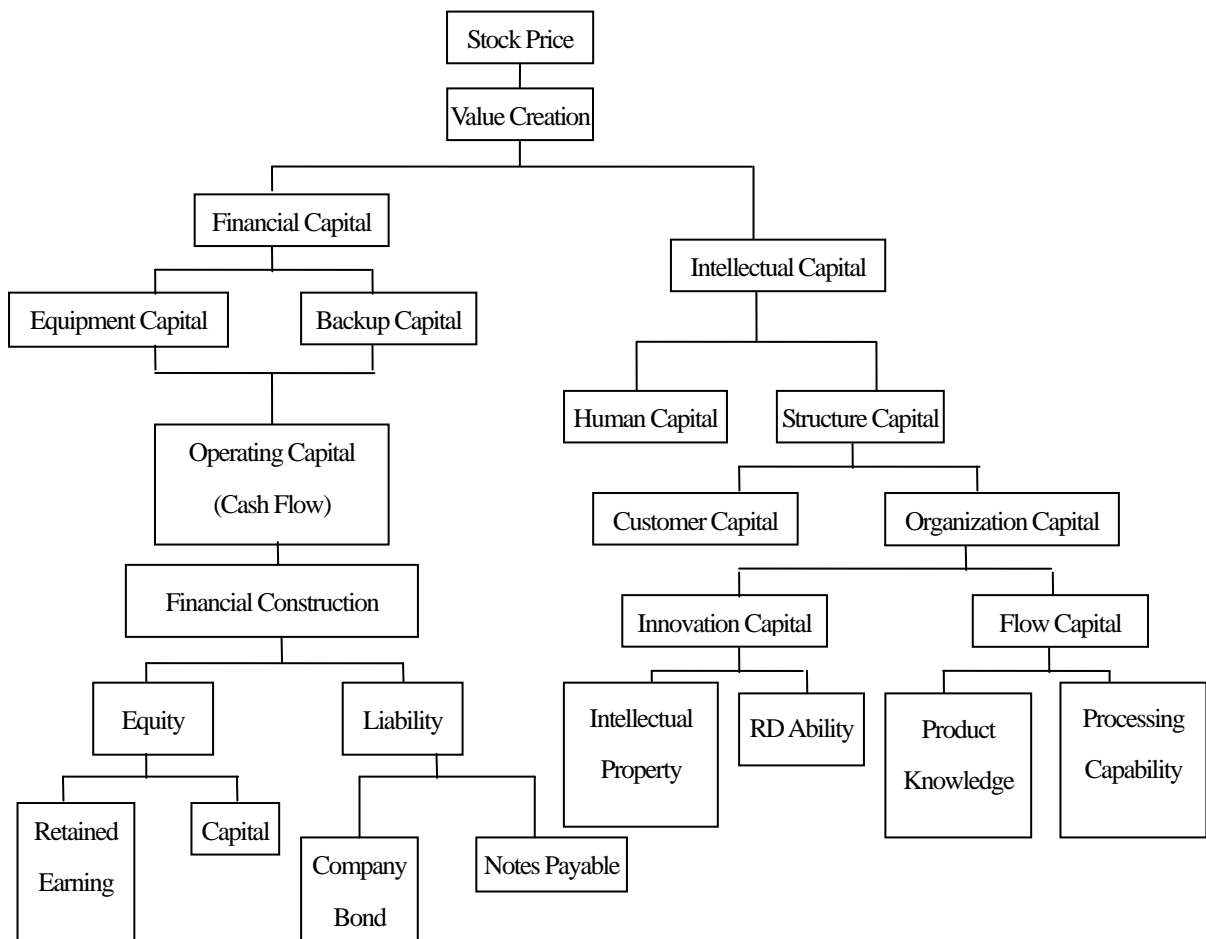 Stock Price
Value Creation
Financial Capital
Intellectual Capital
Equipment Capital
Backup Capital
Human Capital
Structure Capital
Operating Capital
(Cash Flow)
Customer Capital
Organization Capital
Financial Construction
Innovation Capital
Flow Capital
Equity
Liability
Intellectual
Property
RD Ability
Product
Knowledge
Processing
Capability
Retained
Earning
Capital
Company
Bond
Notes Payable